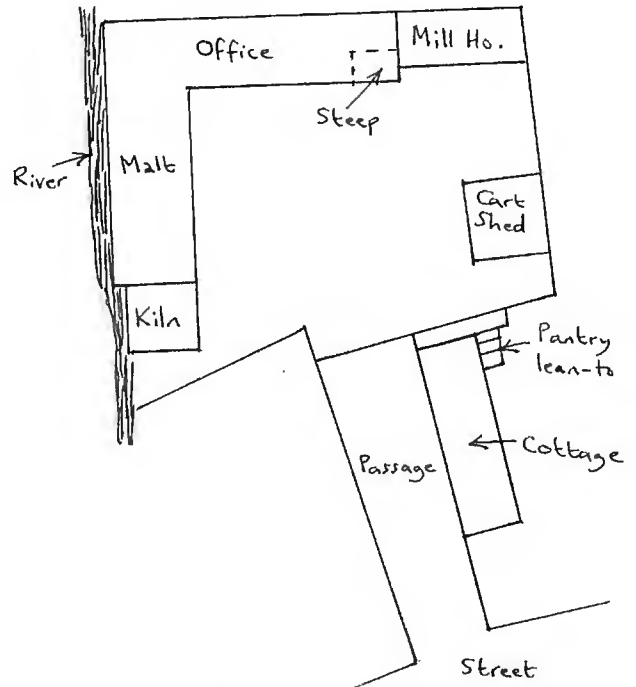 Office
Mill Ho.
Steep
River
Malt
Cart
Shed
Kiln
Pantry
lean-to
Passage
Cottage
Street